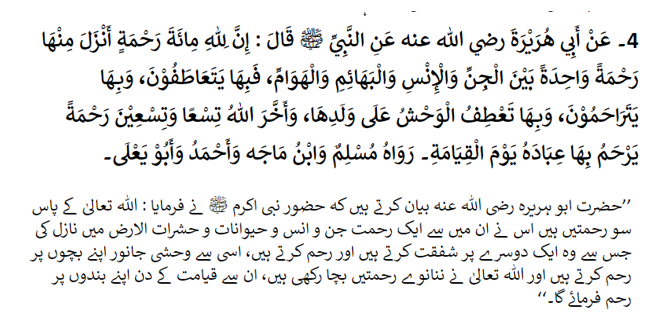 4۔ عَنْ أَبِي هُرَيْرَةَ رضي الله عنه عَنِ النَّبِيِّ ﷺ قَالَ : إِنَّ لِلّٰهِ مِائَةَ رَحْمَةٍ أَنْزَلَ مِنْهَا
رَحْمَةً وَاحِدَةً بَيْنَ الْجِنِّ وَالْإِنْسِ وَالْبَهَائِمِ وَالْهَوَامِّ، فَبِهَا يَتَعَاطَفُوْنَ، وَبِهَا
يَتَرَاحَمُوْنَ، وَبِهَا تَعْطِفُ الْوَحْشُ عَلَى وَلَدِهَا، وَأَخَّرَ اللهُ تِسْعًا وَتِسْعِيْنَ رَحْمَةً
يَرْحَمُ بِهَا عِبَادَهُ يَوْمَ الْقِيَامَةِ۔ رَوَاهُ مُسْلِمٌ وَابْنُ مَاجَه وَأَحْمَدُ وَأَبُوْ يَعْلَى۔
’’حضرت ابو ہریرہ رضی اللہ عنہ بیان کرتے ہیں کہ حضور نبی اکرم ﷺ نے فرمایا : اللہ تعالیٰ کے پاس
سو رحمتیں ہیں اس نے ان میں سے ایک رحمت جن و انس و حیوانات و حشرات الارض میں نازل کی
جس سے وہ ایک دوسرے پر شفقت کرتے ہیں اور رحم کرتے ہیں، اسی سے وحشی جانور اپنے بچوں پر
رحم کرتے ہیں اور اللہ تعالیٰ نے ننانوے رحمتیں بچا رکھی ہیں، ان سے قیامت کے دن اپنے بندوں پر
رحم فرمائے گا۔‘‘